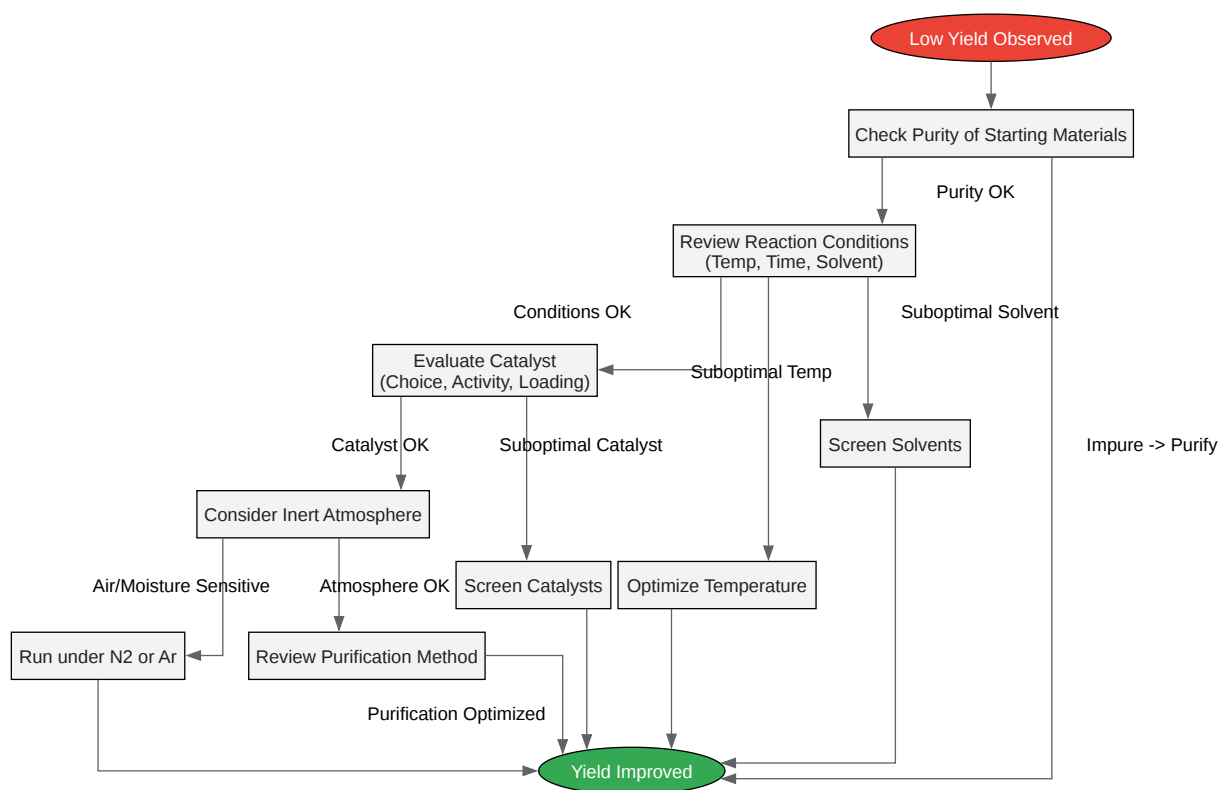 Low Yield Observed
Check Purity of Starting Materials
Purity OK
Review Reaction Conditions
(Temp, Time, Solvent)
Conditions OK
Suboptimal Solvent
Evaluate Catalyst
(Choice, Activity, Loading)
Suboptimal Temp
Catalyst OK
Suboptimal Catalyst
Screen Solvents
Impure -> Purify
Consider Inert Atmosphere
Air/Moisture Sensitive
Atmosphere OK
Screen Catalysts
Optimize Temperature
Run under N2 or Ar
Review Purification Method
Purification Optimized
Yield Improved